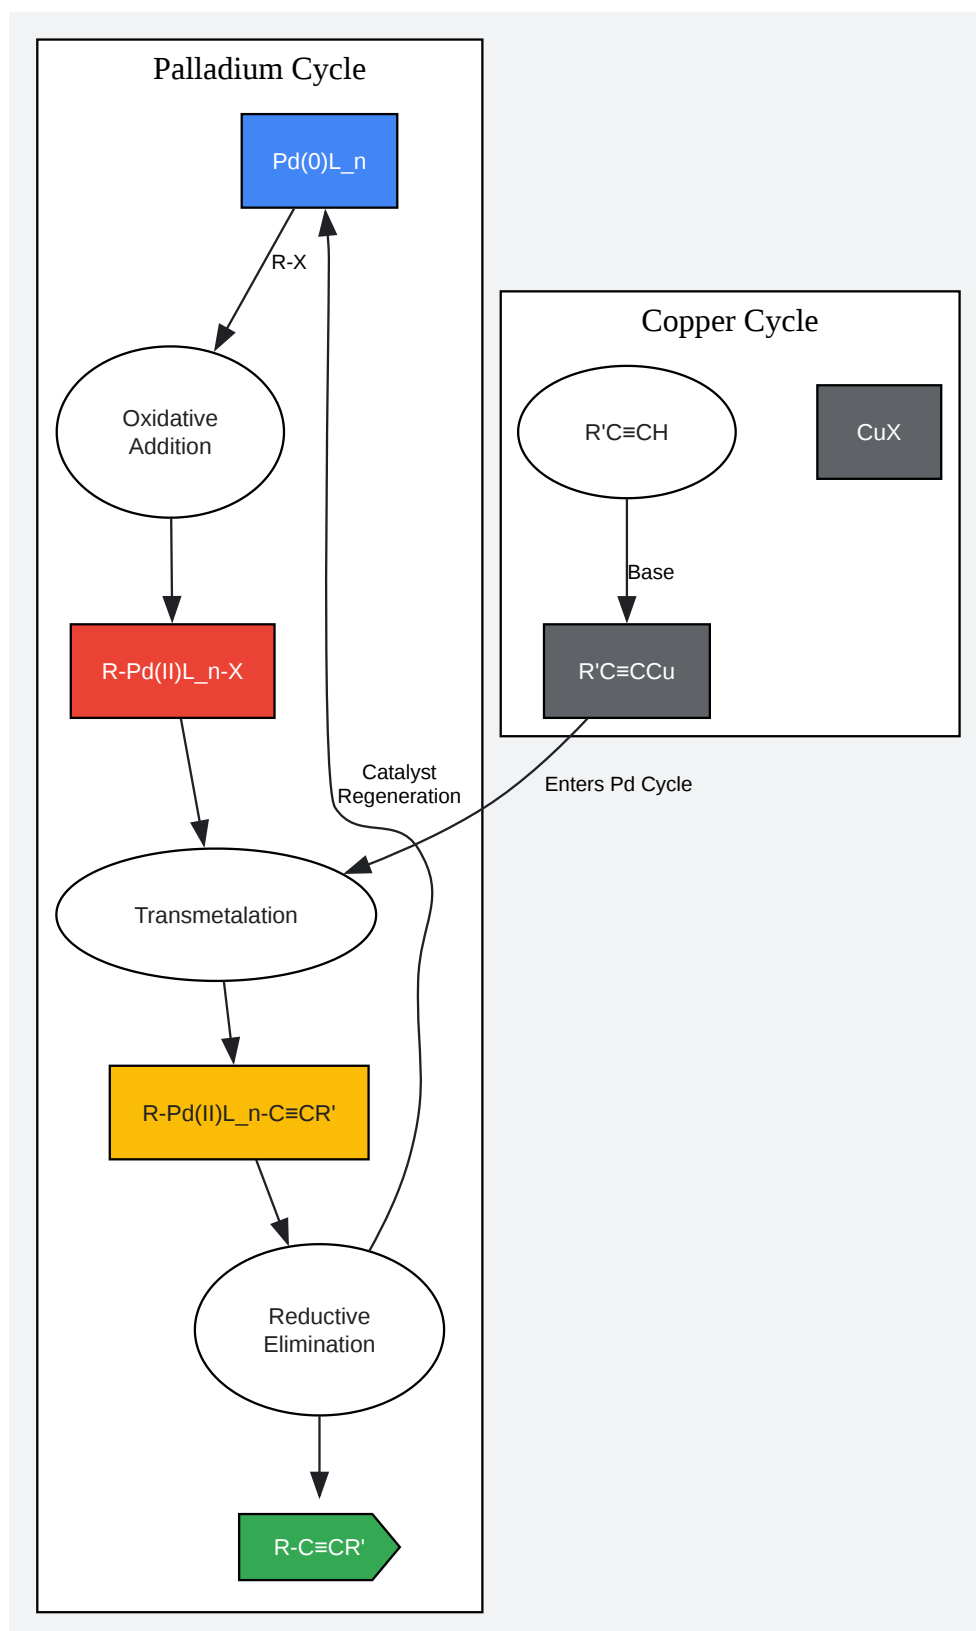 Palladium Cycle
Pd(0)L_n
R-X
Oxidative
Addition
R-Pd(II)L_n-X
Catalyst
Regeneration
Transmetalation
R-Pd(II)L_n-C≡CR'
Reductive
Elimination
R-C≡CR'
Copper Cycle
R'C≡CH
CuX
Base
R'C≡CCu
Enters Pd Cycle